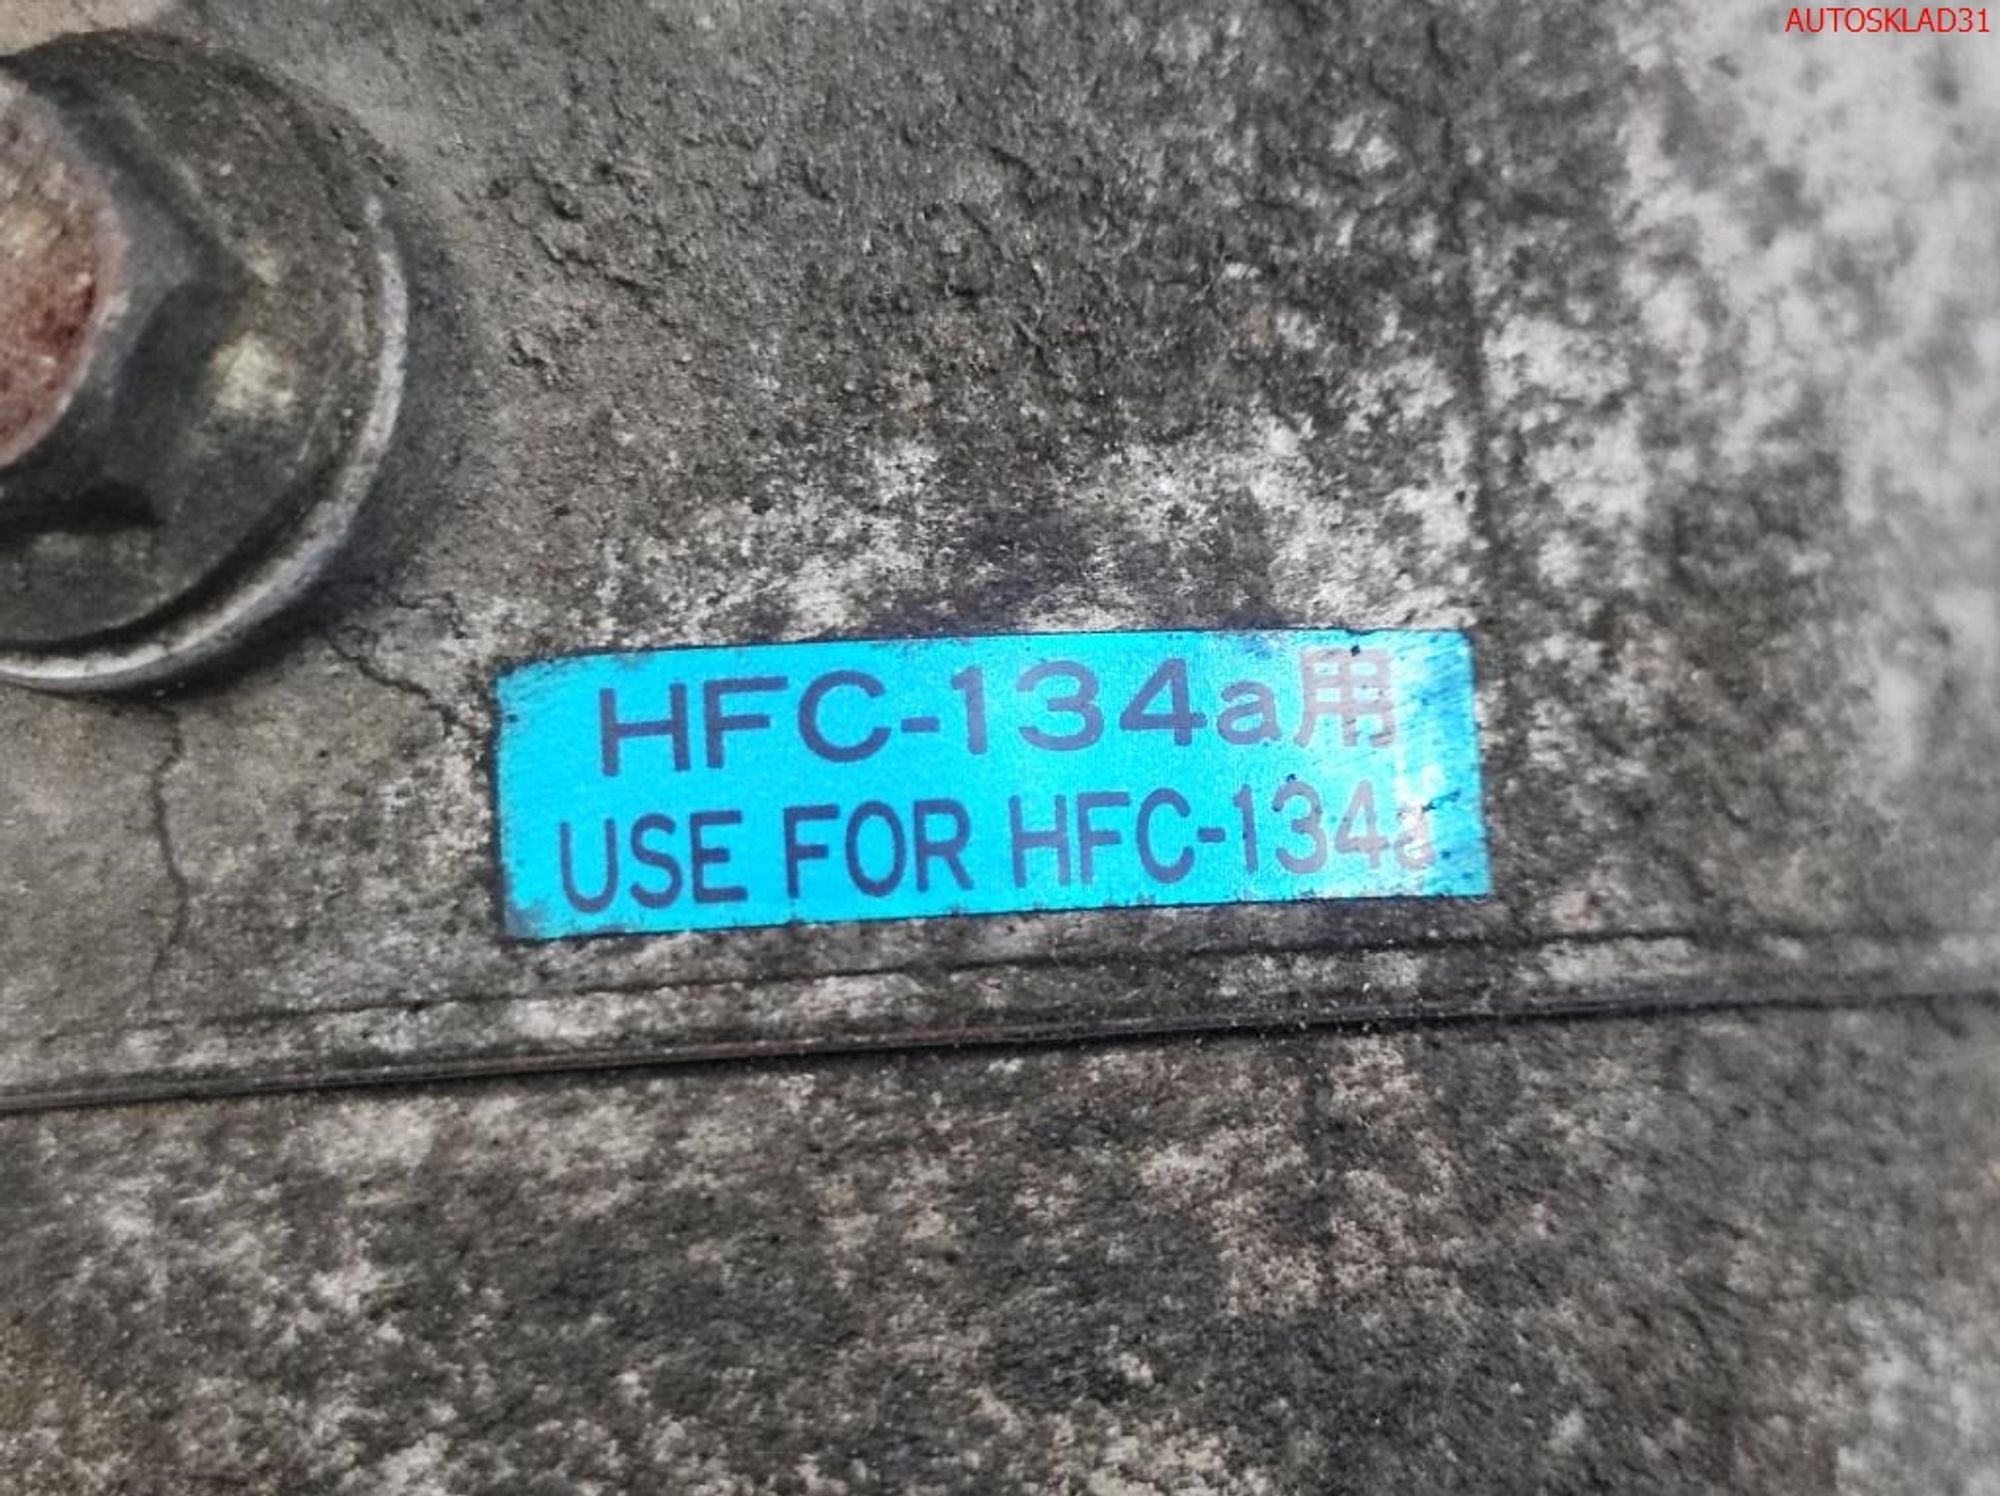 AUTOSKLAD31
HFC-134a用
USE FOR HFC-134a